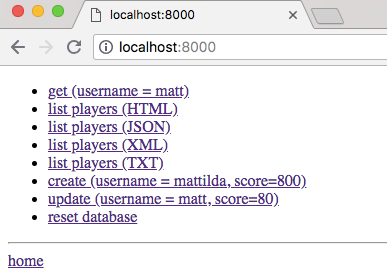 localhost:8000
localhost:8000
get (username = matt)
list players (HTML)
list players (JSON)
list players (XML)
list players (TXT)
create (username = mattilda, score=800)
update (username = matt, score=80)
reset database
home